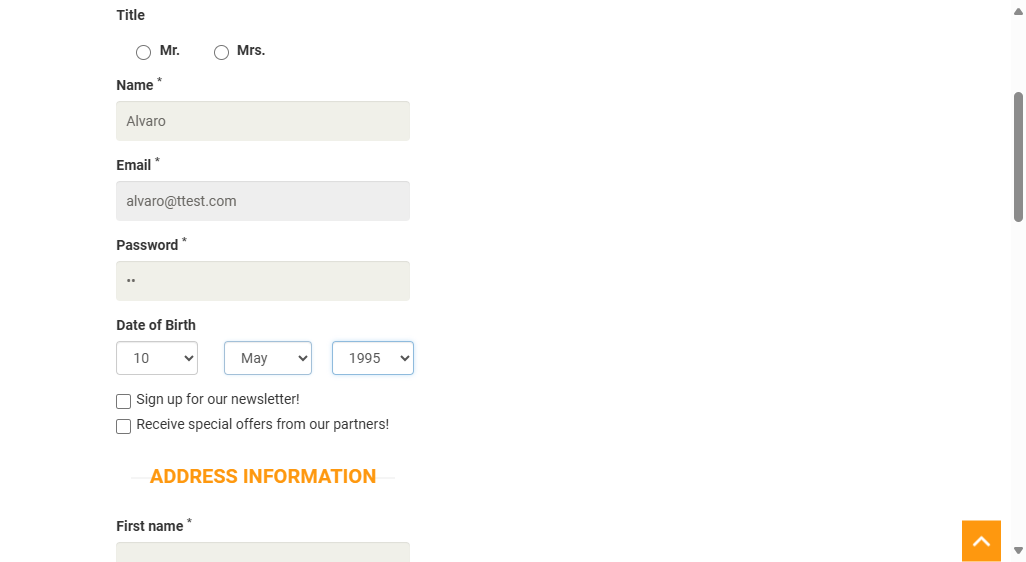 Title
Mr. Mrs.
Name *
Alvaro
Email *
alvaro@ttest.com
Password *
••
Date of Birth
10 May 1995
Sign up for our newsletter!
Receive special offers from our partners!
ADDRESS INFORMATION
First name *